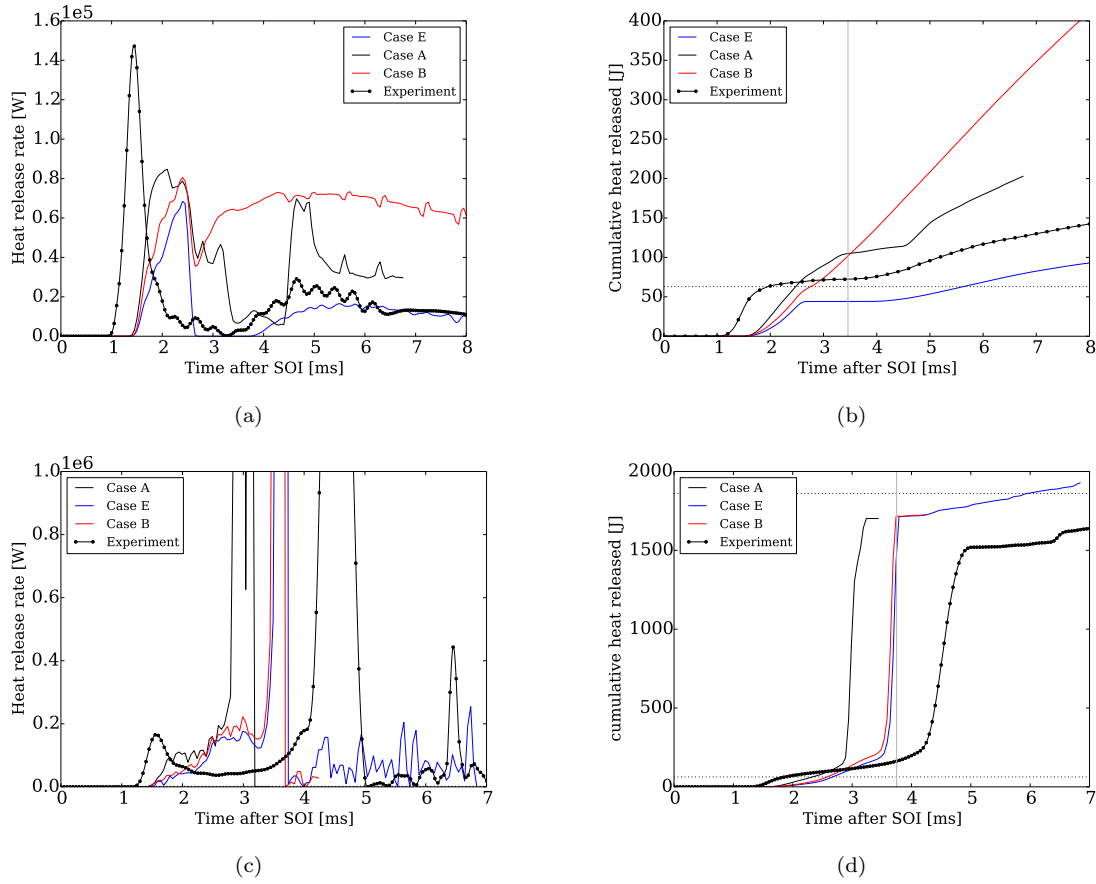 1.6 1e5
1.4
1.2
1.0
0.8
0.6
0.4
0.2
0.0
0 1 2 3 4 5 6 7 8
Heat release rate [W]
Time after SOI [ms]
Case E
Case A
Case B
Experiment
(a)
400
350
300
250
200
150
100
50
0
0 1 2 3 4 5 6 7 8
Cumulative heat released [J]
Time after SOI [ms]
Case E
Case A
Case B
Experiment
(b)
1.0 1e6
0.8
0.6
0.4
0.2
0.0
0 1 2 3 4 5 6 7
Heat release rate [W]
Time after SOI [ms]
Case A
Case E
Case B
Experiment
(c)
2000
1500
1000
500
0
0 1 2 3 4 5 6 7
cumulative heat released [J]
Time after SOI [ms]
Case A
Case E
Case B
Experiment
(d)